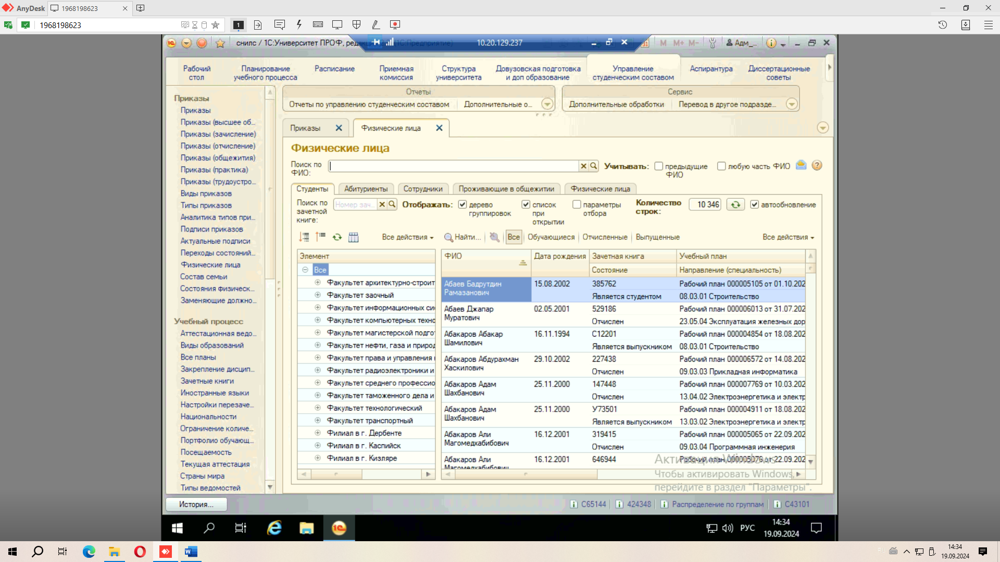 AnyDesk
1968198623
1968198623
1
снилс / 1С:Университет ПРОФ, редакц
(1С:Предприятие)
10.20.129.237
M M+ M-
Адм_...
Рабочий стол
Планирование учебного процесса
Расписание
Приемная комиссия
Структура университета
Довузовская подготовка и доп образование
Управление студенческим составом
Аспирантура
Диссертационные советы
Приказы
Приказы
Приказы (высшее об...
Приказы (зачисление)
Приказы (отчисление)
Приказы (общежития)
Приказы (практика)
Приказы (трудоустро...
Виды приказов
Типы приказов
Аналитика типов при...
Подписи приказов
Актуальные подписи
Переходы состояний...
Физические лица
Состав семьи
Состояния физическ...
Заменяющие должно...
Учебный процесс
Аттестационная ведо...
Виды образований
Все планы
Закрепление дисцип...
Зачетные книги
Иностранные языки
Настройки перезаче...
Национальности
Ограничение количе...
Портфолио обучающ...
Посещаемость
Текущая аттестация
Страны мира
Типы ведомостей
Отчеты
Отчеты по управлению студенческим составом
Дополнительные о...
Сервис
Дополнительные обработки
Перевод в другое подразде...
Приказы
Физические лица
Физические лица
Поиск по ФИО:
Учитывать:
предыдущие ФИО
любую часть ФИО
Студенты
Абитуриенты
Сотрудники
Проживающие в общежитии
Физические лица
Поиск по зачетной книге:
Номер зач...
Отображать:
дерево группировок
список при открытии
параметры отбора
Количество строк:
10 346
автообновление
Все действия
Найти...
Все
Обучающиеся
Отчисленные
Выпущенные
Все действия
Элемент
Все
Факультет архитектурно-строит
Факультет заочный
Факультет информационных сис
Факультет компьютерных техно
Факультет магистерской подгот
Факультет нефти, газа и природ
Факультет права и управления н
Факультет радиоэлектроники и
Факультет среднего профессио
Факультет таможенного дела и
Факультет технологический
Факультет транспортный
Филиал в г. Дербенте
Филиал в г. Каспийск
Филиал в г. Кизляре
ФИО
Дата рождения
Зачетная книга
Учебный план
Состояние
Направление (специальность)
Абаев Бадрутдин Рамазанович
15.08.2002
385762
Рабочий план 000005105 от 01.10.202
Является студентом
08.03.01 Строительство
Абаев Джапар Муратович
02.05.2001
529186
Рабочий план 000006013 от 31.07.202
Отчислен
23.05.04 Эксплуатация железных дор
Абакаров Абакар Шамилович
16.11.1994
С12201
Рабочий план 000004854 от 18.08.202
Является выпускником
08.03.01 Строительство
Абакаров Абдурахман Хаскилович
29.10.2002
227438
Рабочий план 000006572 от 14.08.202
Отчислен
09.03.03 Прикладная информатика
Абакаров Адам Шахбанович
25.11.2000
147448
Рабочий план 000007769 от 10.03.202
Отчислен
13.04.02 Электроэнергетика и электр
Абакаров Адам Шахбанович
25.11.2000
У73501
Рабочий план 000004911 от 18.08.202
Является выпускником
13.03.02 Электроэнергетика и электр
Абакаров Али Магомедхабибович
16.12.2001
319415
Рабочий план 000005065 от 22.09.202
Отчислен
09.03.04 Программная инженерия
Абакаров Али Магомедхабибович
16.12.2001
646944
Рабочий план 000005076 от 22.09.202
Активация Windows
Чтобы активировать Windows,
перейдите в раздел "Параметры".
История...
С65144
424348
Распределение по группам
С43101
РУС
14:34
19.09.2024
14:34
19.09.2024